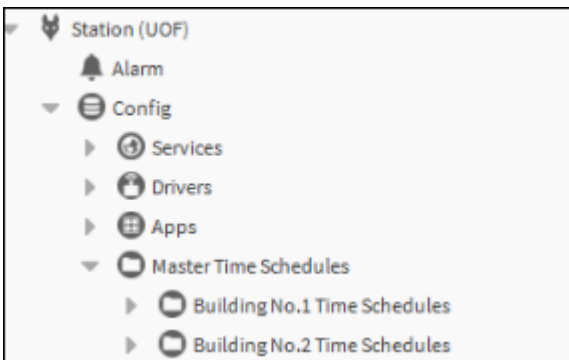 Station (UOF)
Alarm
Config
Services
Drivers
Apps
Master Time Schedules
Building No.1 Time Schedules
Building No.2 Time Schedules